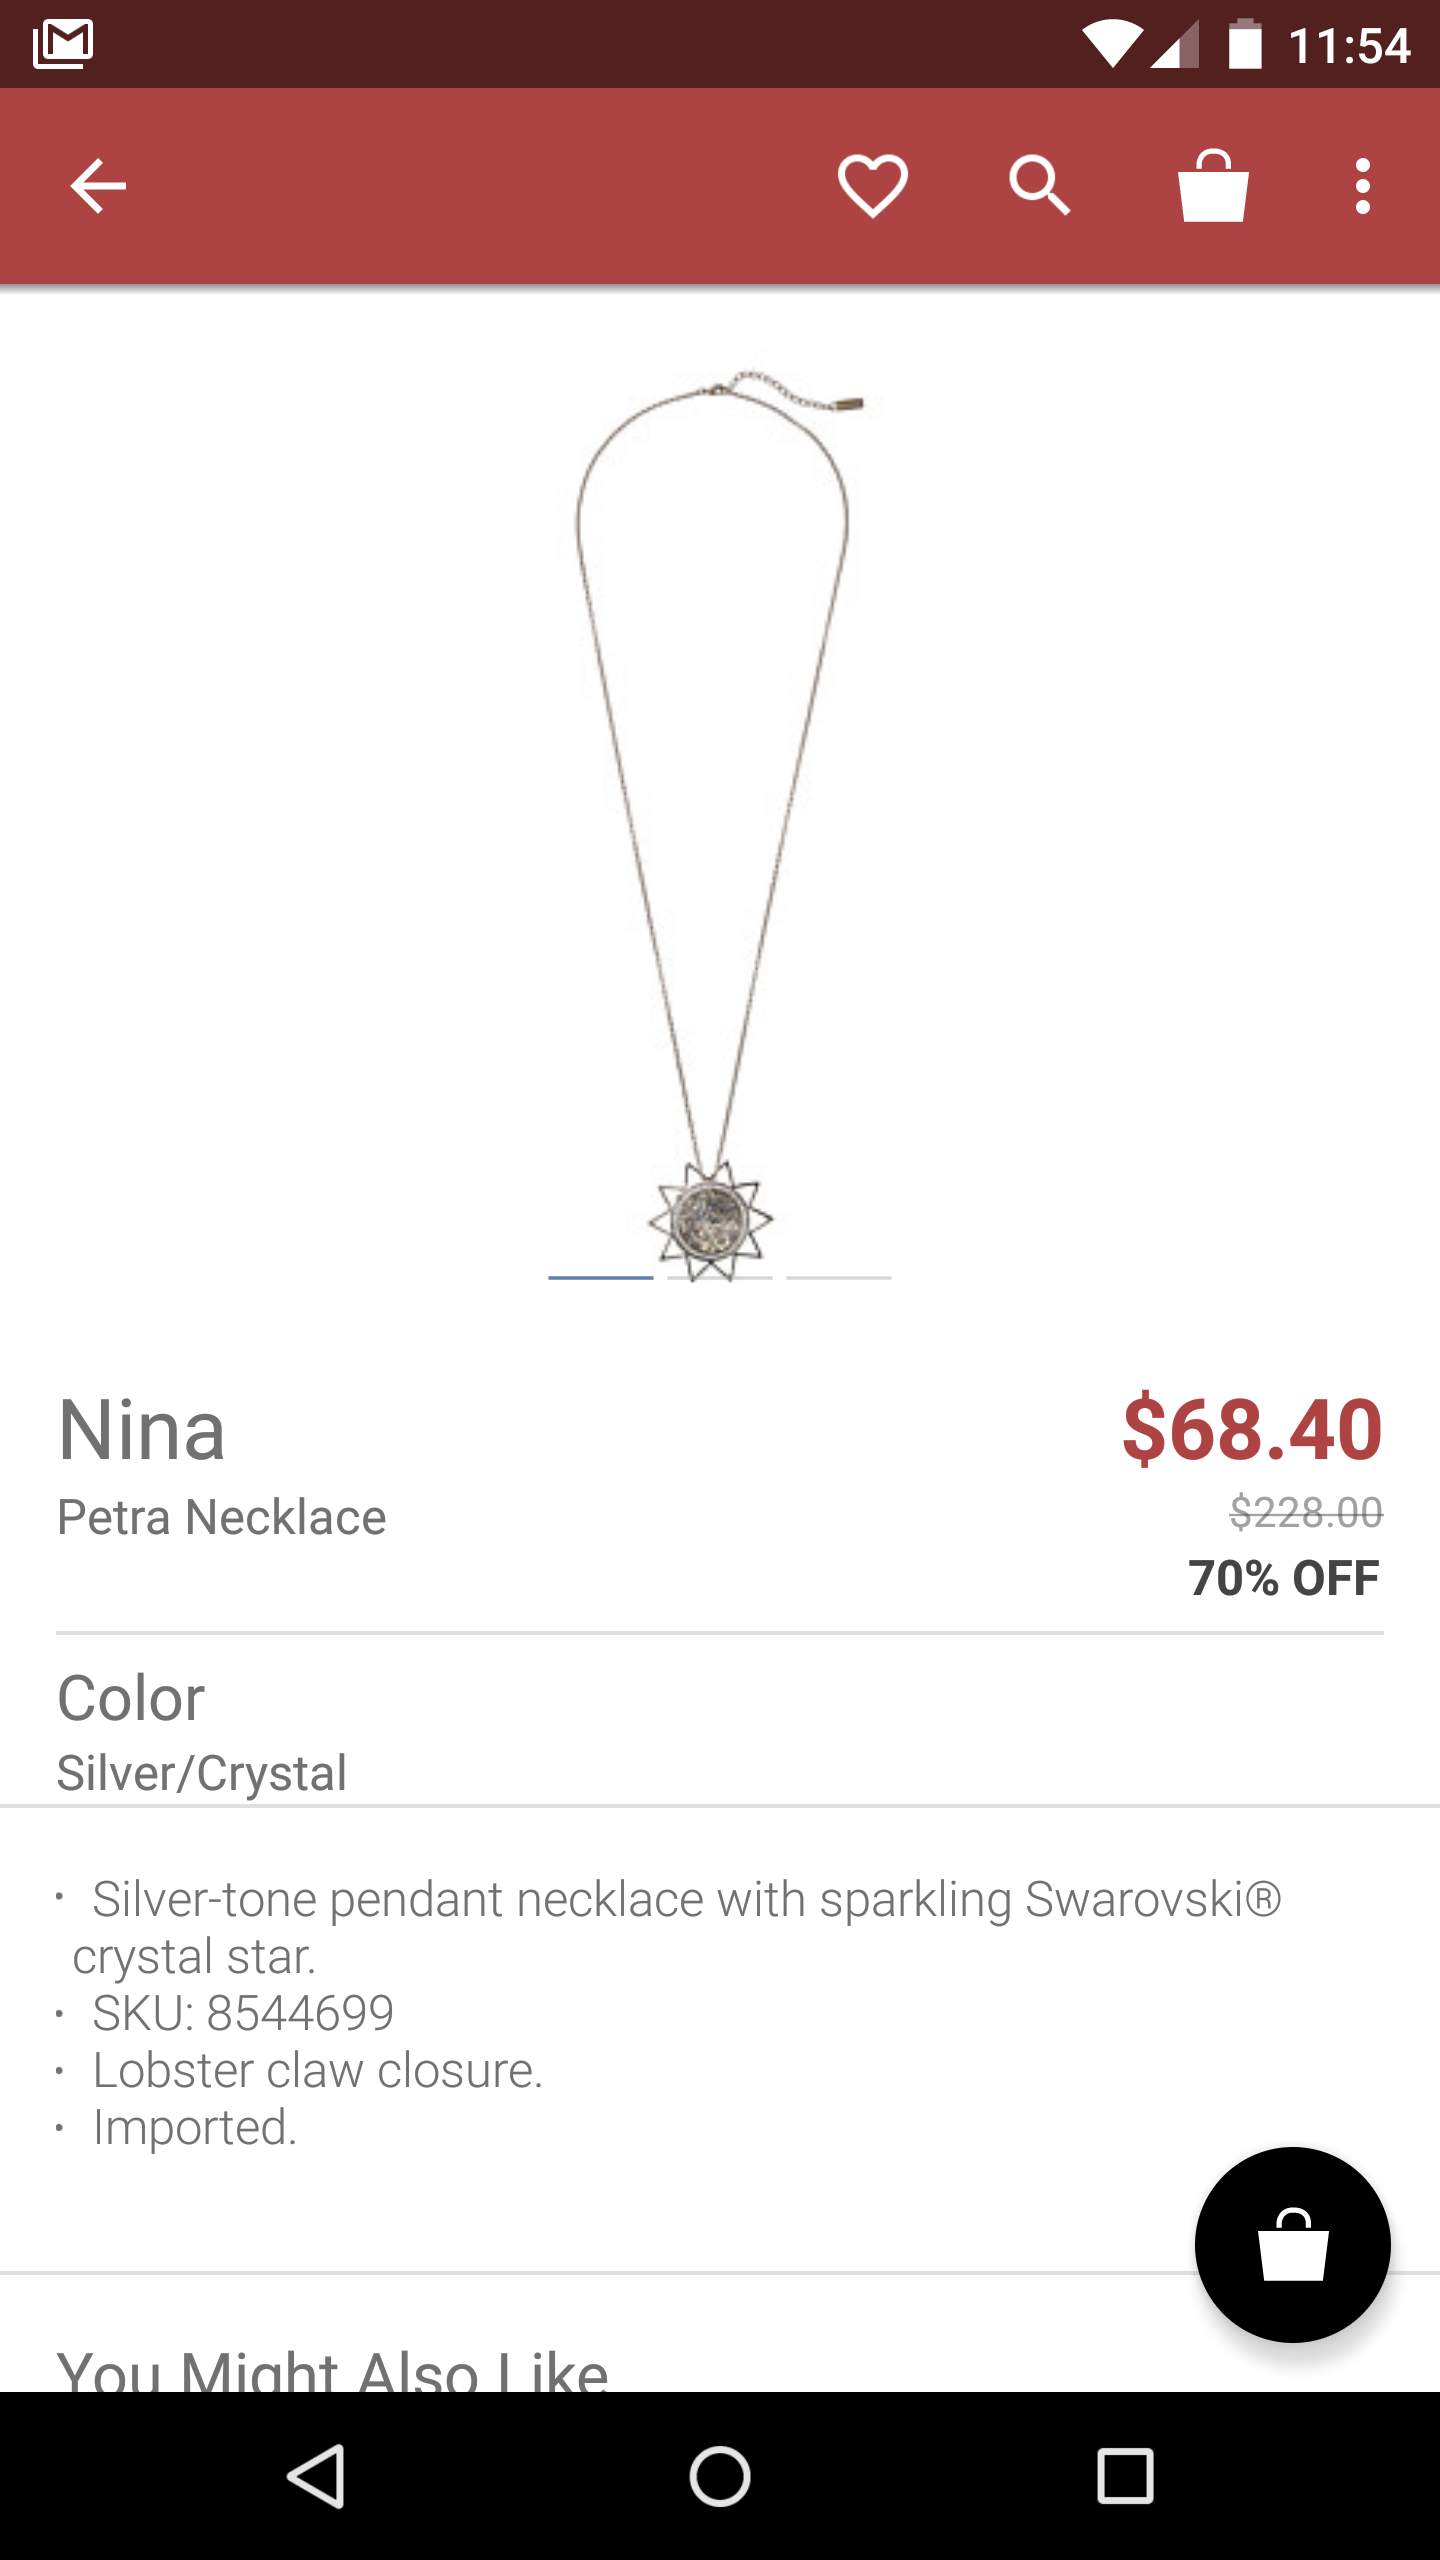 11:54
Nina
$68.40
Petra Necklace
$228.00
70% OFF
Color
Silver/Crystal
• Silver-tone pendant necklace with sparkling Swarovski®
crystal star.
• SKU: 8544699
• Lobster claw closure.
• Imported.
You Might Also Like